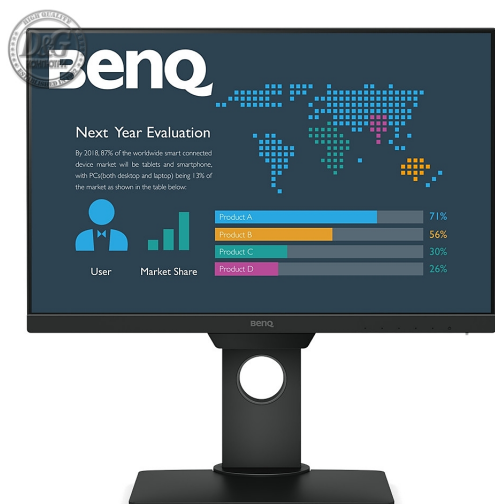 BenQ
Next Year Evaluation
By 2018, 87% of the worldwide smart connected
device market will be tablets and smartphone,
with PCs(both desktop and laptop) being 13% of
the market as shown in the table below:
User
Market Share
Product A 71%
Product B 56%
Product C 30%
Product D 26%
BenQ